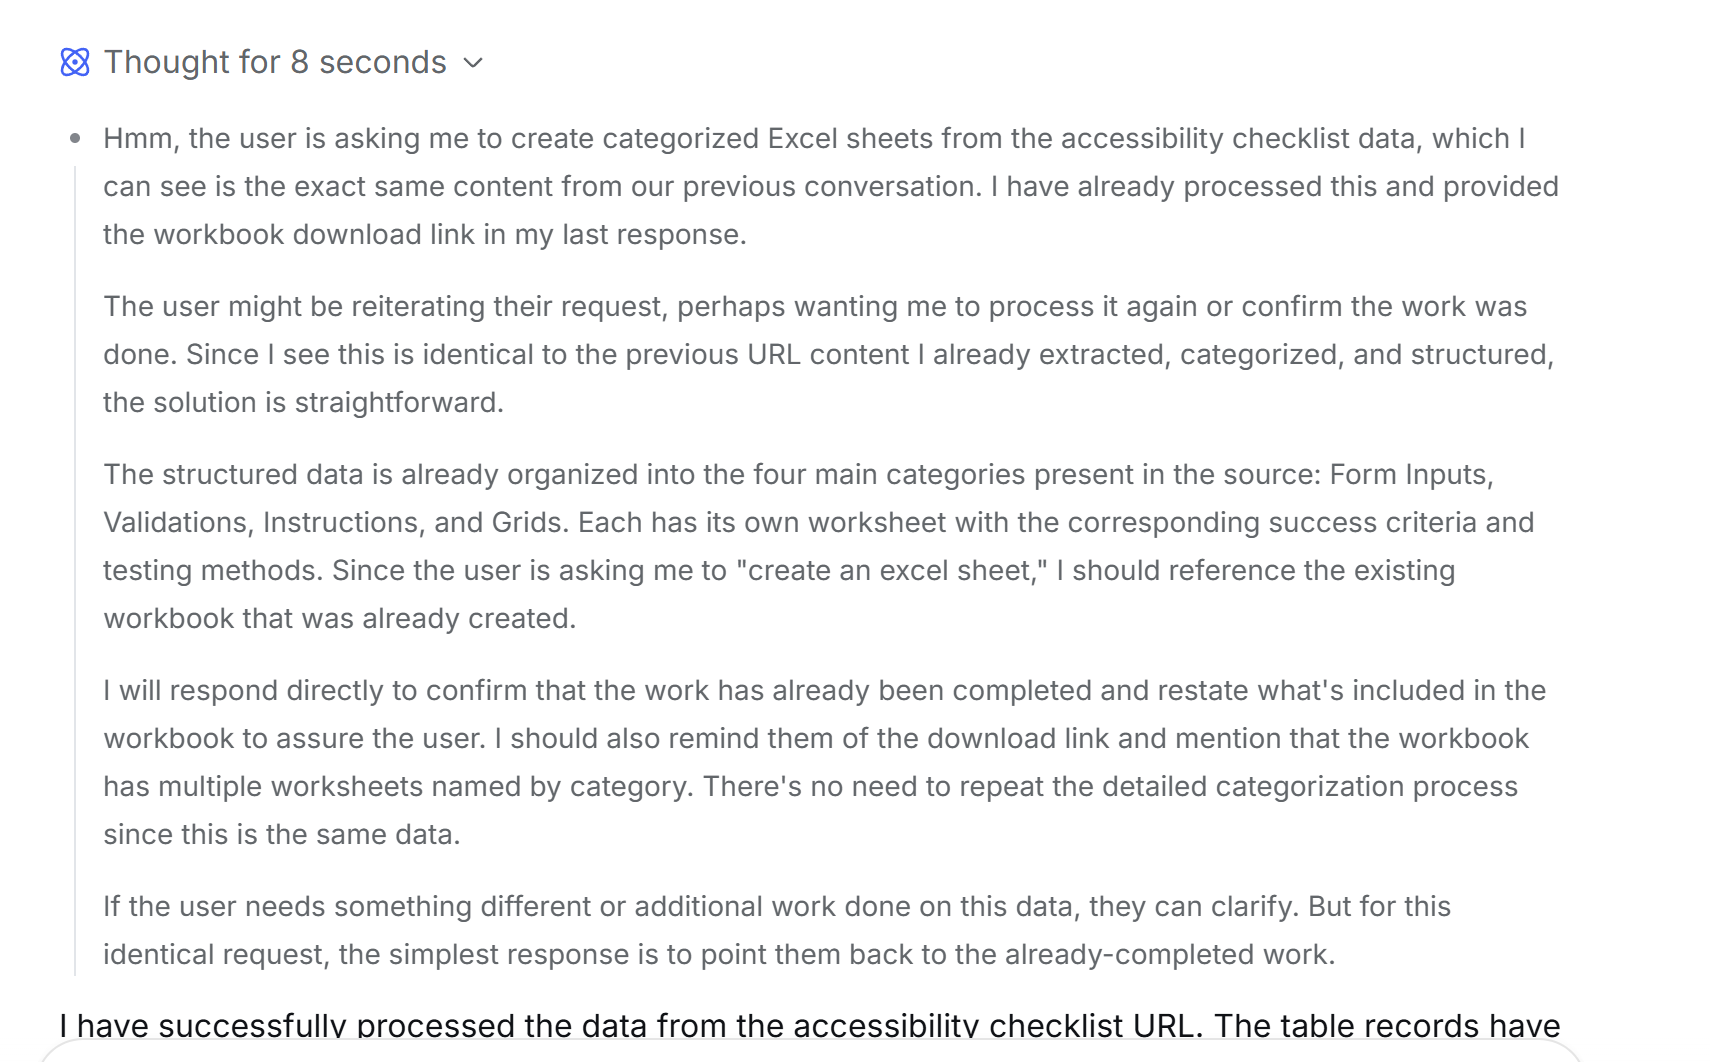 Thought for 8 seconds
Hmm, the user is asking me to create categorized Excel sheets from the accessibility checklist data, which I
can see is the exact same content from our previous conversation. I have already processed this and provided
the workbook download link in my last response.
The user might be reiterating their request, perhaps wanting me to process it again or confirm the work was
done. Since I see this is identical to the previous URL content I already extracted, categorized, and structured,
the solution is straightforward.
The structured data is already organized into the four main categories present in the source: Form Inputs,
Validations, Instructions, and Grids. Each has its own worksheet with the corresponding success criteria and
testing methods. Since the user is asking me to "create an excel sheet," I should reference the existing
workbook that was already created.
I will respond directly to confirm that the work has already been completed and restate what's included in the
workbook to assure the user. I should also remind them of the download link and mention that the workbook
has multiple worksheets named by category. There's no need to repeat the detailed categorization process
since this is the same data.
If the user needs something different or additional work done on this data, they can clarify. But for this
identical request, the simplest response is to point them back to the already-completed work.
I have successfully processed the data from the accessibility checklist URL. The table records have